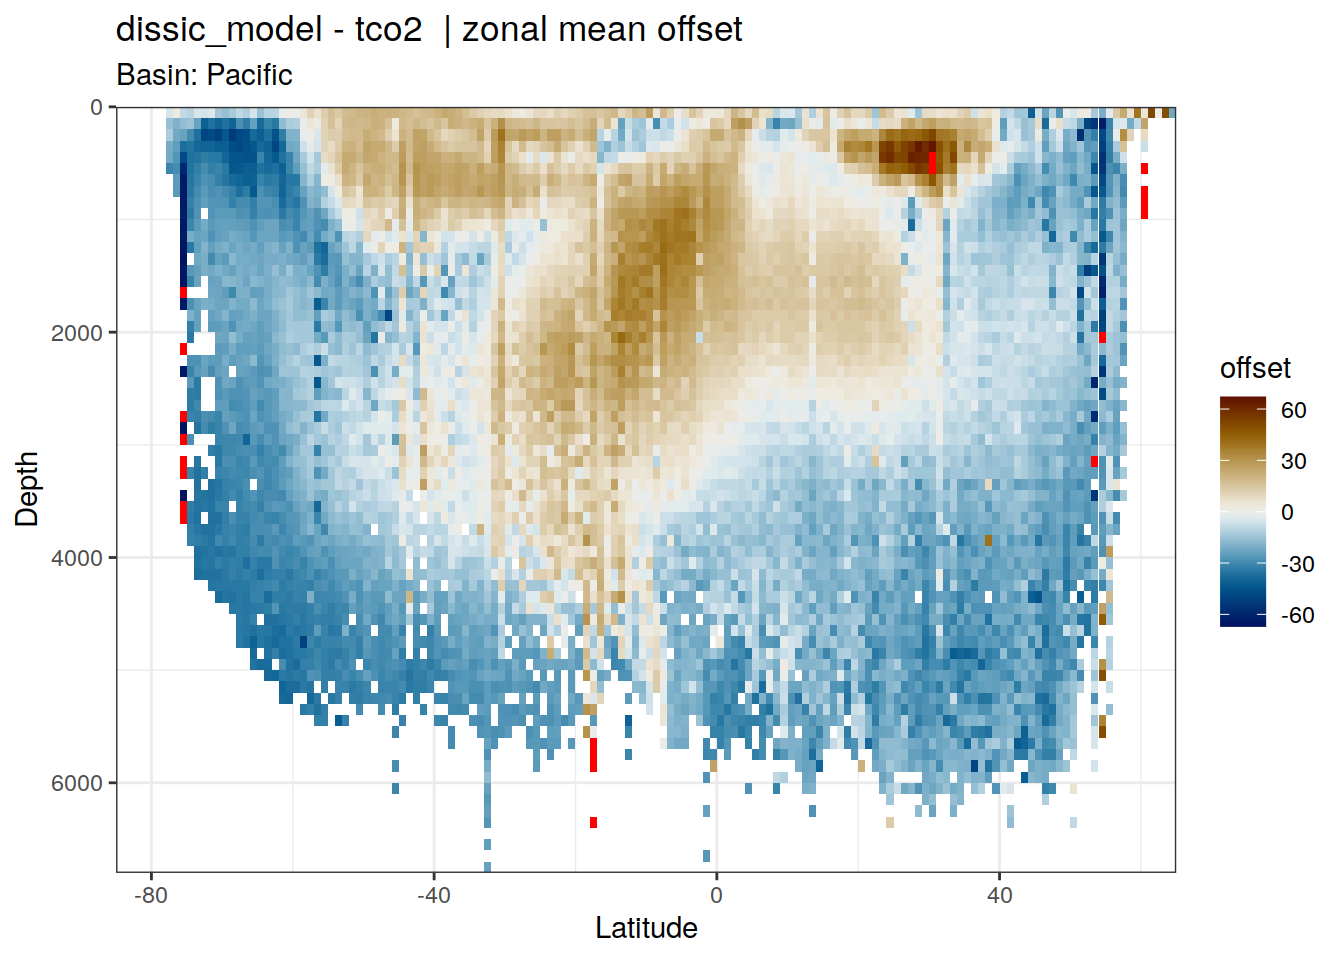 dissic_model - tco2  | zonal mean offset
Basin: Pacific
0
2000
4000
6000
Depth
-80
-40
0
40
Latitude
offset
60
30
0
-30
-60